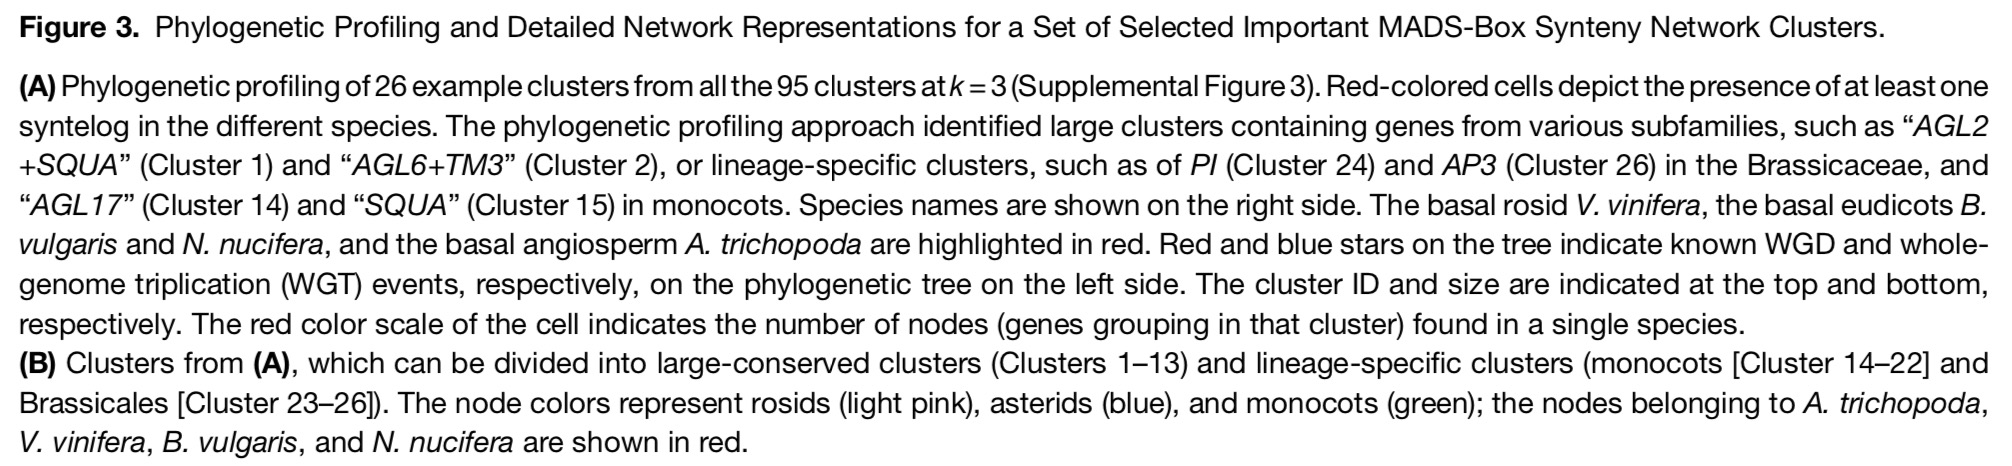 Figure 3. Phylogenetic Profiling and Detailed Network Representations for a Set of Selected Important MADS-Box Synteny Network Clusters.
(A) Phylogenetic profiling of 26 example clusters from all the 95 clusters at k = 3 (Supplemental Figure 3). Red-colored cells depict the presence of at least one
syntelog in the different species. The phylogenetic profiling approach identified large clusters containing genes from various subfamilies, such as “AGL2
+SQUA” (Cluster 1) and “AGL6+TM3” (Cluster 2), or lineage-specific clusters, such as of PI (Cluster 24) and AP3 (Cluster 26) in the Brassicaceae, and
“AGL17” (Cluster 14) and “SQUA” (Cluster 15) in monocots. Species names are shown on the right side. The basal rosid V. vinifera, the basal eudicots B.
vulgaris and N. nucifera, and the basal angiosperm A. trichopoda are highlighted in red. Red and blue stars on the tree indicate known WGD and whole-
genome triplication (WGT) events, respectively, on the phylogenetic tree on the left side. The cluster ID and size are indicated at the top and bottom,
respectively. The red color scale of the cell indicates the number of nodes (genes grouping in that cluster) found in a single species.
(B) Clusters from (A), which can be divided into large-conserved clusters (Clusters 1–13) and lineage-specific clusters (monocots [Cluster 14–22] and
Brassicales [Cluster 23–26]). The node colors represent rosids (light pink), asterids (blue), and monocots (green); the nodes belonging to A. trichopoda,
V. vinifera, B. vulgaris, and N. nucifera are shown in red.